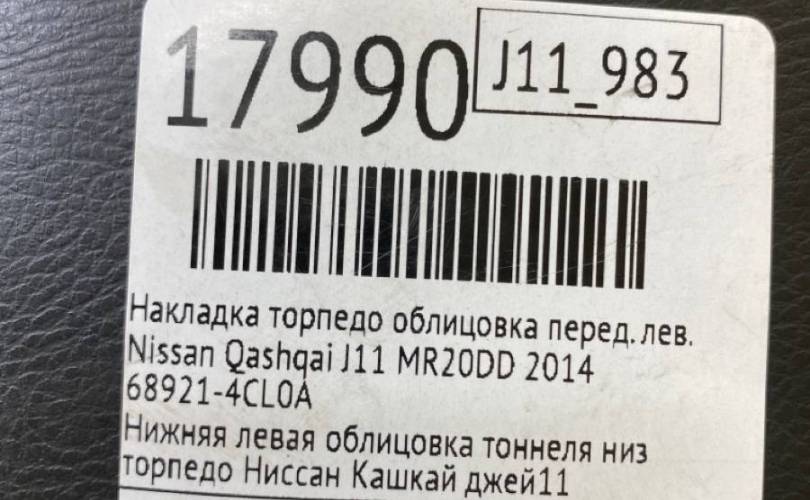 17990
J11_983
Накладка торпедо облицовка перед. лев.
Nissan Qashqai J11 MR20DD 2014
68921-4CL0A
Нижняя левая облицовка тоннеля низ
торпедо Ниссан Кашкай джей11